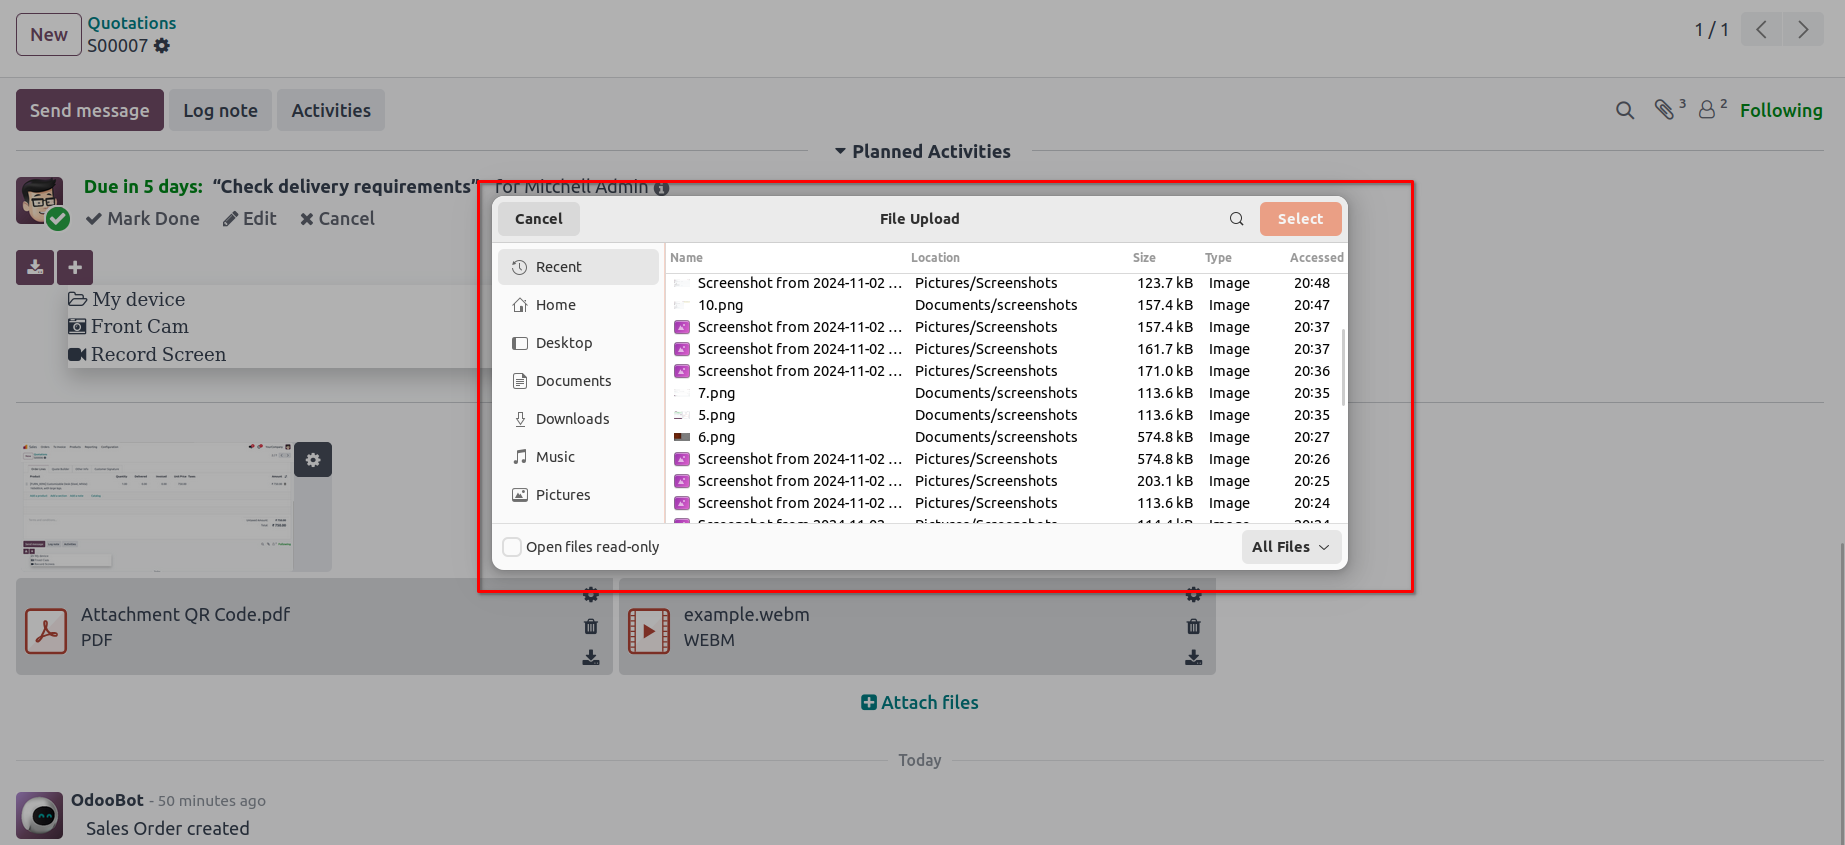 New
Quotations
S00007
1 / 1
Send message
Log note
Activities
3
2
Following
Planned Activities
Due in 5 days: “Check delivery requirements” for Mitchell Admin
Mark Done
Edit
Cancel
My device
Front Cam
Record Screen
Cancel
File Upload
Select
Recent
Home
Desktop
Documents
Downloads
Music
Pictures
Name Location Size Type Accessed
Screenshot from 2024-11-02 ... Pictures/Screenshots 123.7 kB Image 20:48
10.png Documents/screenshots 157.4 kB Image 20:47
Screenshot from 2024-11-02 ... Pictures/Screenshots 157.4 kB Image 20:37
Screenshot from 2024-11-02 ... Pictures/Screenshots 161.7 kB Image 20:37
Screenshot from 2024-11-02 ... Pictures/Screenshots 171.0 kB Image 20:36
7.png Documents/screenshots 113.6 kB Image 20:35
5.png Documents/screenshots 113.6 kB Image 20:35
6.png Documents/screenshots 574.8 kB Image 20:27
Screenshot from 2024-11-02 ... Pictures/Screenshots 574.8 kB Image 20:26
Screenshot from 2024-11-02 ... Pictures/Screenshots 203.1 kB Image 20:25
Screenshot from 2024-11-02 ... Pictures/Screenshots 113.6 kB Image 20:24
Open files read-only
All Files
Attachment QR Code.pdf
PDF
example.webm
WEBM
Attach files
Today
OdooBot - 50 minutes ago
Sales Order created